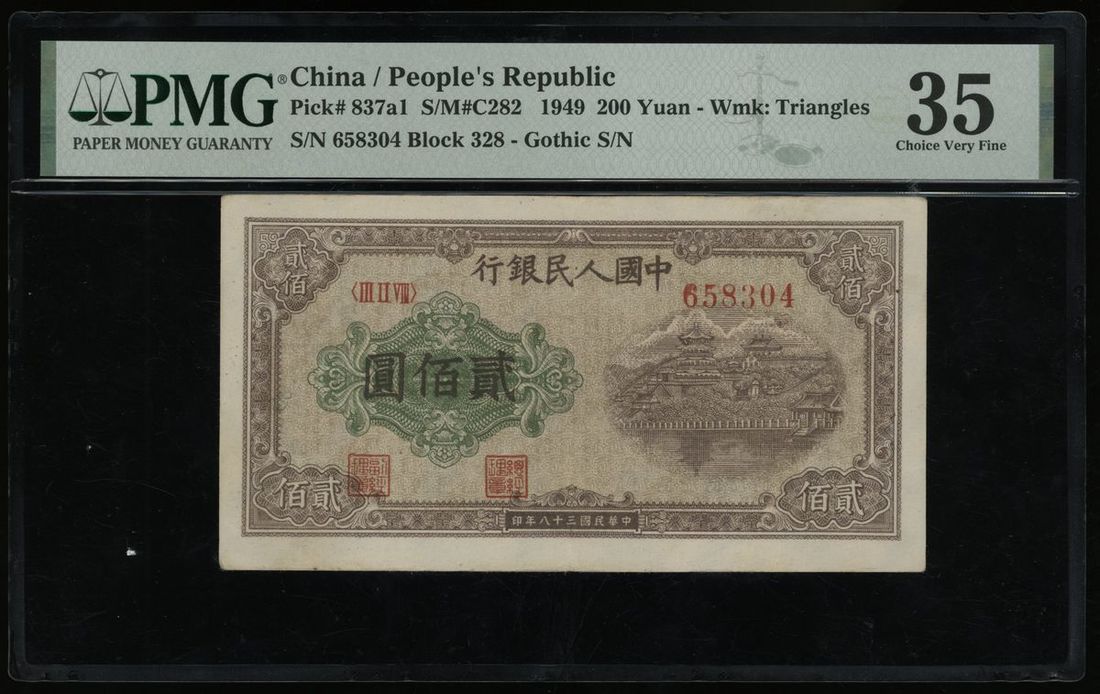 PMG®
PAPER MONEY GUARANTY
China / People's Republic
Pick# 837a1 S/M#C282 1949 200 Yuan - Wmk: Triangles
S/N 658304 Block 328 - Gothic S/N
35
Choice Very Fine
貳佰
行銀民人國中
貳佰
〈III II VIII〉
658304
圓佰貳
佰貳
佰貳
印年八十三國民華中